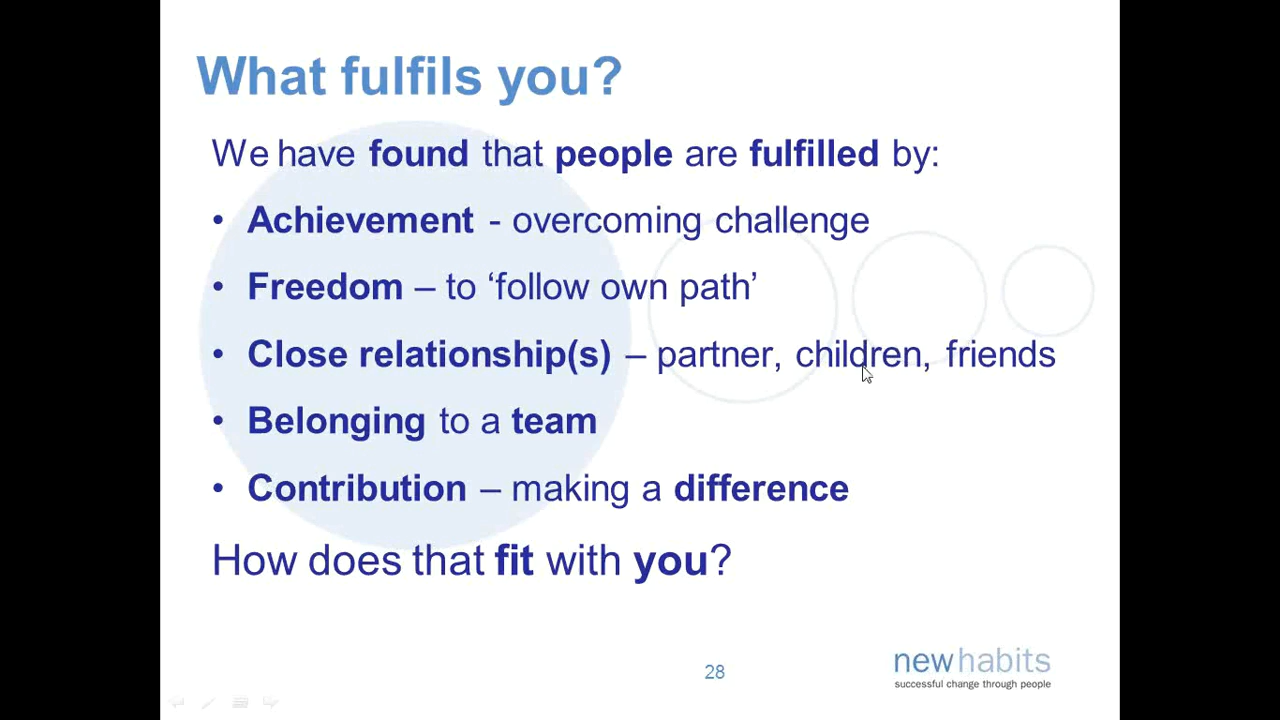 What fulfils you?
We have found that people are fulfilled by:
• Achievement - overcoming challenge
• Freedom – to ‘follow own path’
• Close relationship(s) – partner, children, friends
• Belonging to a team
• Contribution – making a difference
How does that fit with you?
28
newhabits
successful change through people